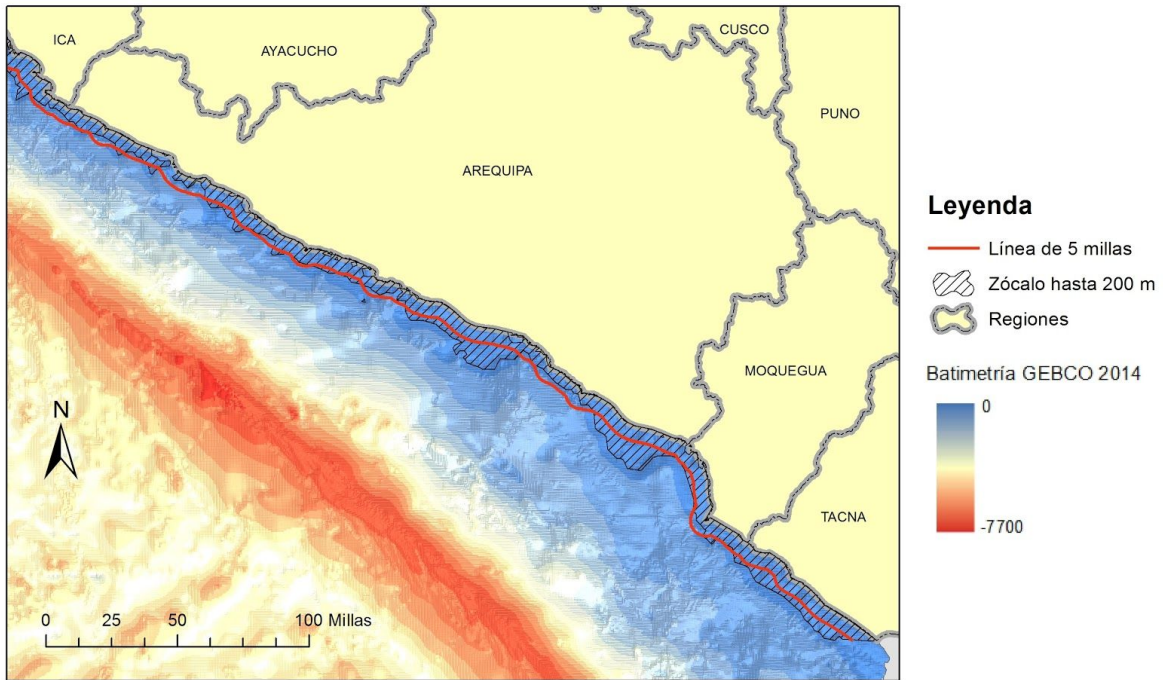 ICA
AYACUCHO
CUSCO
PUNO
AREQUIPA
MOQUEGUA
TACNA
N
0 25 50 100 Millas
Leyenda
Línea de 5 millas
Zócalo hasta 200 m
Regiones
Batimetría GEBCO 2014
0
-7700